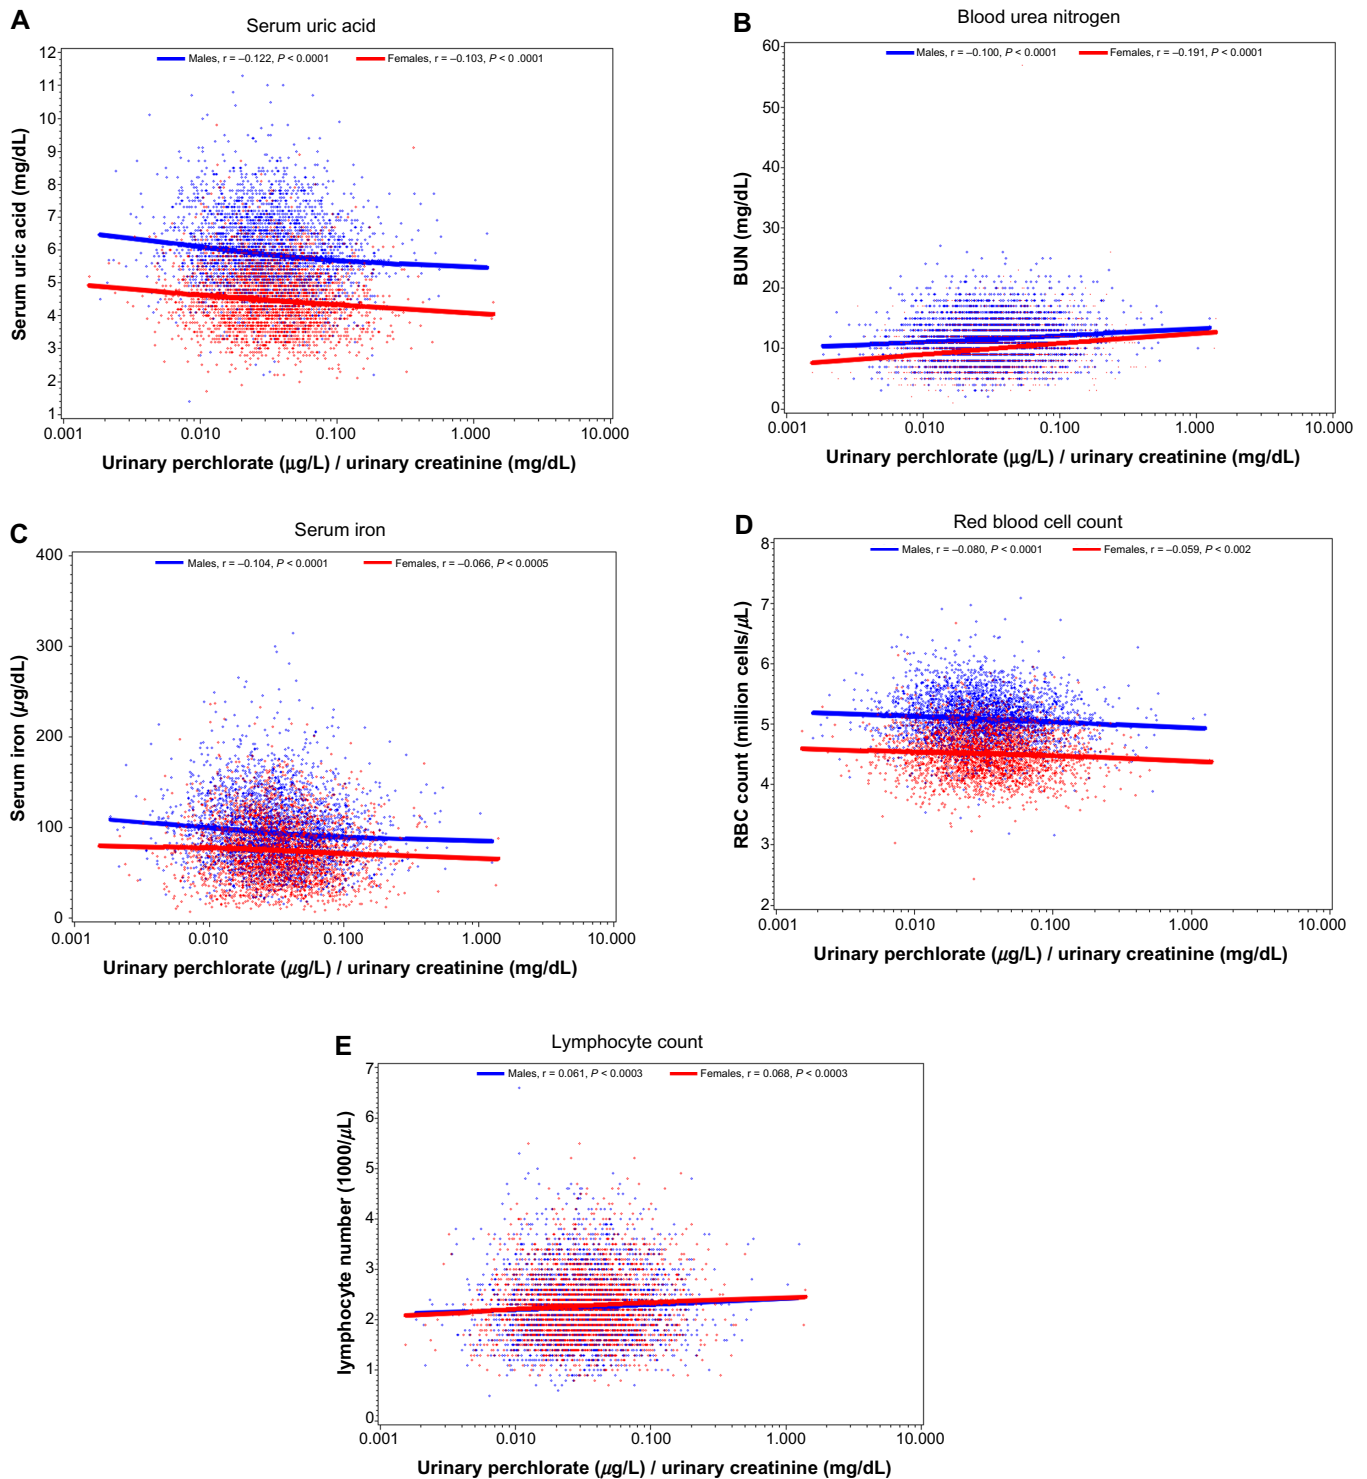 A
Serum uric acid
Males, r = –0.122, P < 0.0001
Females, r = –0.103, P < 0 .0001
Serum uric acid (mg/dL)
12
11
10
9
8
7
6
5
4
3
2
1
0.001
0.010
0.100
1.000
10.000
Urinary perchlorate (μg/L) / urinary creatinine (mg/dL)
B
Blood urea nitrogen
Males, r = –0.100, P < 0.0001
Females, r = –0.191, P < 0.0001
BUN (mg/dL)
60
50
40
30
20
10
0
0.001
0.010
0.100
1.000
10.000
Urinary perchlorate (μg/L) / urinary creatinine (mg/dL)
C
Serum iron
Males, r = –0.104, P < 0.0001
Females, r = –0.066, P < 0.0005
Serum iron (μg/dL)
400
300
200
100
0
0.001
0.010
0.100
1.000
10.000
Urinary perchlorate (μg/L) / urinary creatinine (mg/dL)
D
Red blood cell count
Males, r = –0.080, P < 0.0001
Females, r = –0.059, P < 0.002
RBC count (million cells/μL)
8
7
6
5
4
3
2
0.001
0.010
0.100
1.000
10.000
Urinary perchlorate (μg/L) / urinary creatinine (mg/dL)
E
Lymphocyte count
Males, r = 0.061, P < 0.0003
Females, r = 0.068, P < 0.0003
lymphocyte number (1000/μL)
7
6
5
4
3
2
1
0
0.001
0.010
0.100
1.000
10.000
Urinary perchlorate (μg/L) / urinary creatinine (mg/dL)